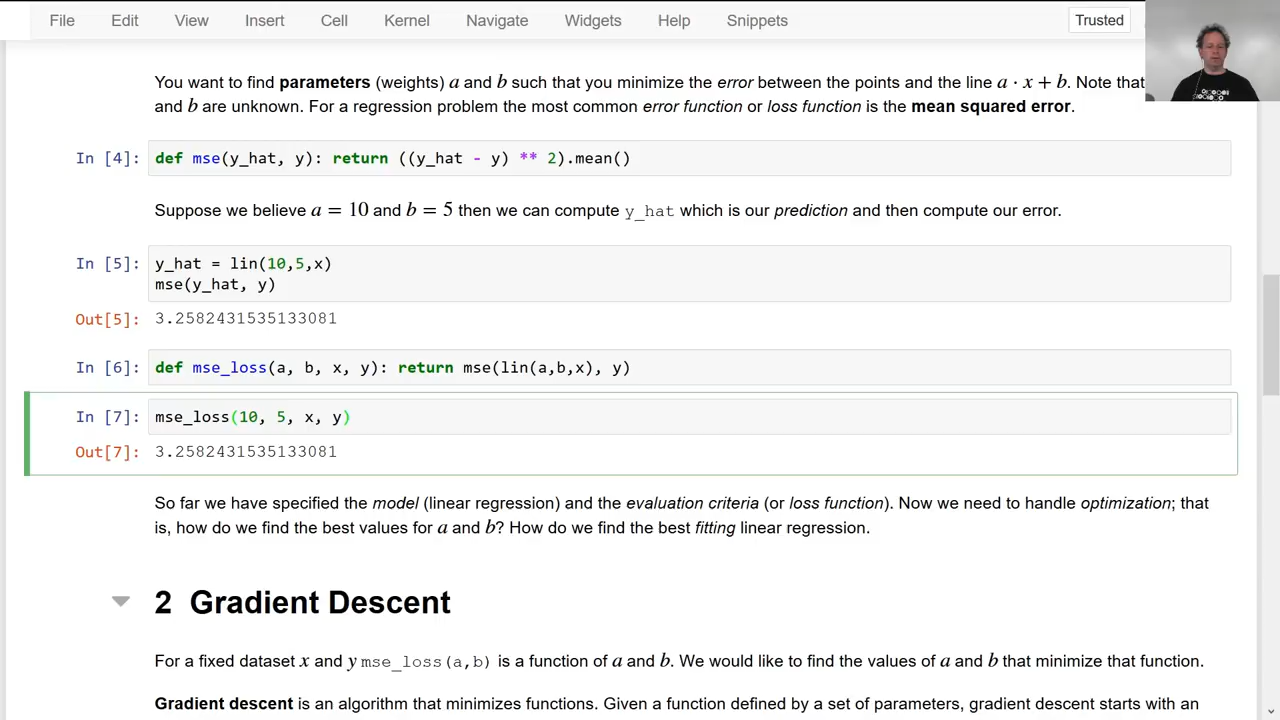 File Edit View Insert Cell Kernel Navigate Widgets Help Snippets Trusted
You want to find parameters (weights) a and b such that you minimize the error between the points and the line a · x + b. Note that
and b are unknown. For a regression problem the most common error function or loss function is the mean squared error.
In [4]: def mse(y_hat, y): return ((y_hat - y) ** 2).mean()
Suppose we believe a = 10 and b = 5 then we can compute y_hat which is our prediction and then compute our error.
In [5]: y_hat = lin(10,5,x)
mse(y_hat, y)
Out[5]: 3.2582431535133081
In [6]: def mse_loss(a, b, x, y): return mse(lin(a,b,x), y)
In [7]: mse_loss(10, 5, x, y)
Out[7]: 3.2582431535133081
So far we have specified the model (linear regression) and the evaluation criteria (or loss function). Now we need to handle optimization; that
is, how do we find the best values for a and b? How do we find the best fitting linear regression.
2 Gradient Descent
For a fixed dataset x and y mse_loss(a,b) is a function of a and b. We would like to find the values of a and b that minimize that function.
Gradient descent is an algorithm that minimizes functions. Given a function defined by a set of parameters, gradient descent starts with an